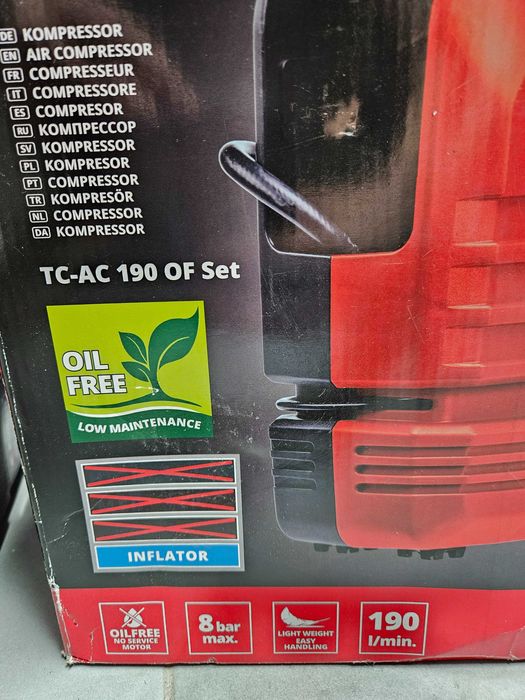 DE KOMPRESSOR
EN AIR COMPRESSOR
FR COMPRESSEUR
IT COMPRESSORE
ES COMPRESOR
RU КОМПРЕССОР
SV KOMPRESSOR
PL KOMPRESOR
PT COMPRESSOR
TR KOMPRESÖR
NL COMPRESSOR
DA KOMPRESSOR
TC-AC 190 OF Set
OIL
FREE
LOW MAINTENANCE
INFLATOR
OILFREE
NO SERVICE
MOTOR
8 bar
max.
LIGHT WEIGHT
EASY
HANDLING
190
l/min.